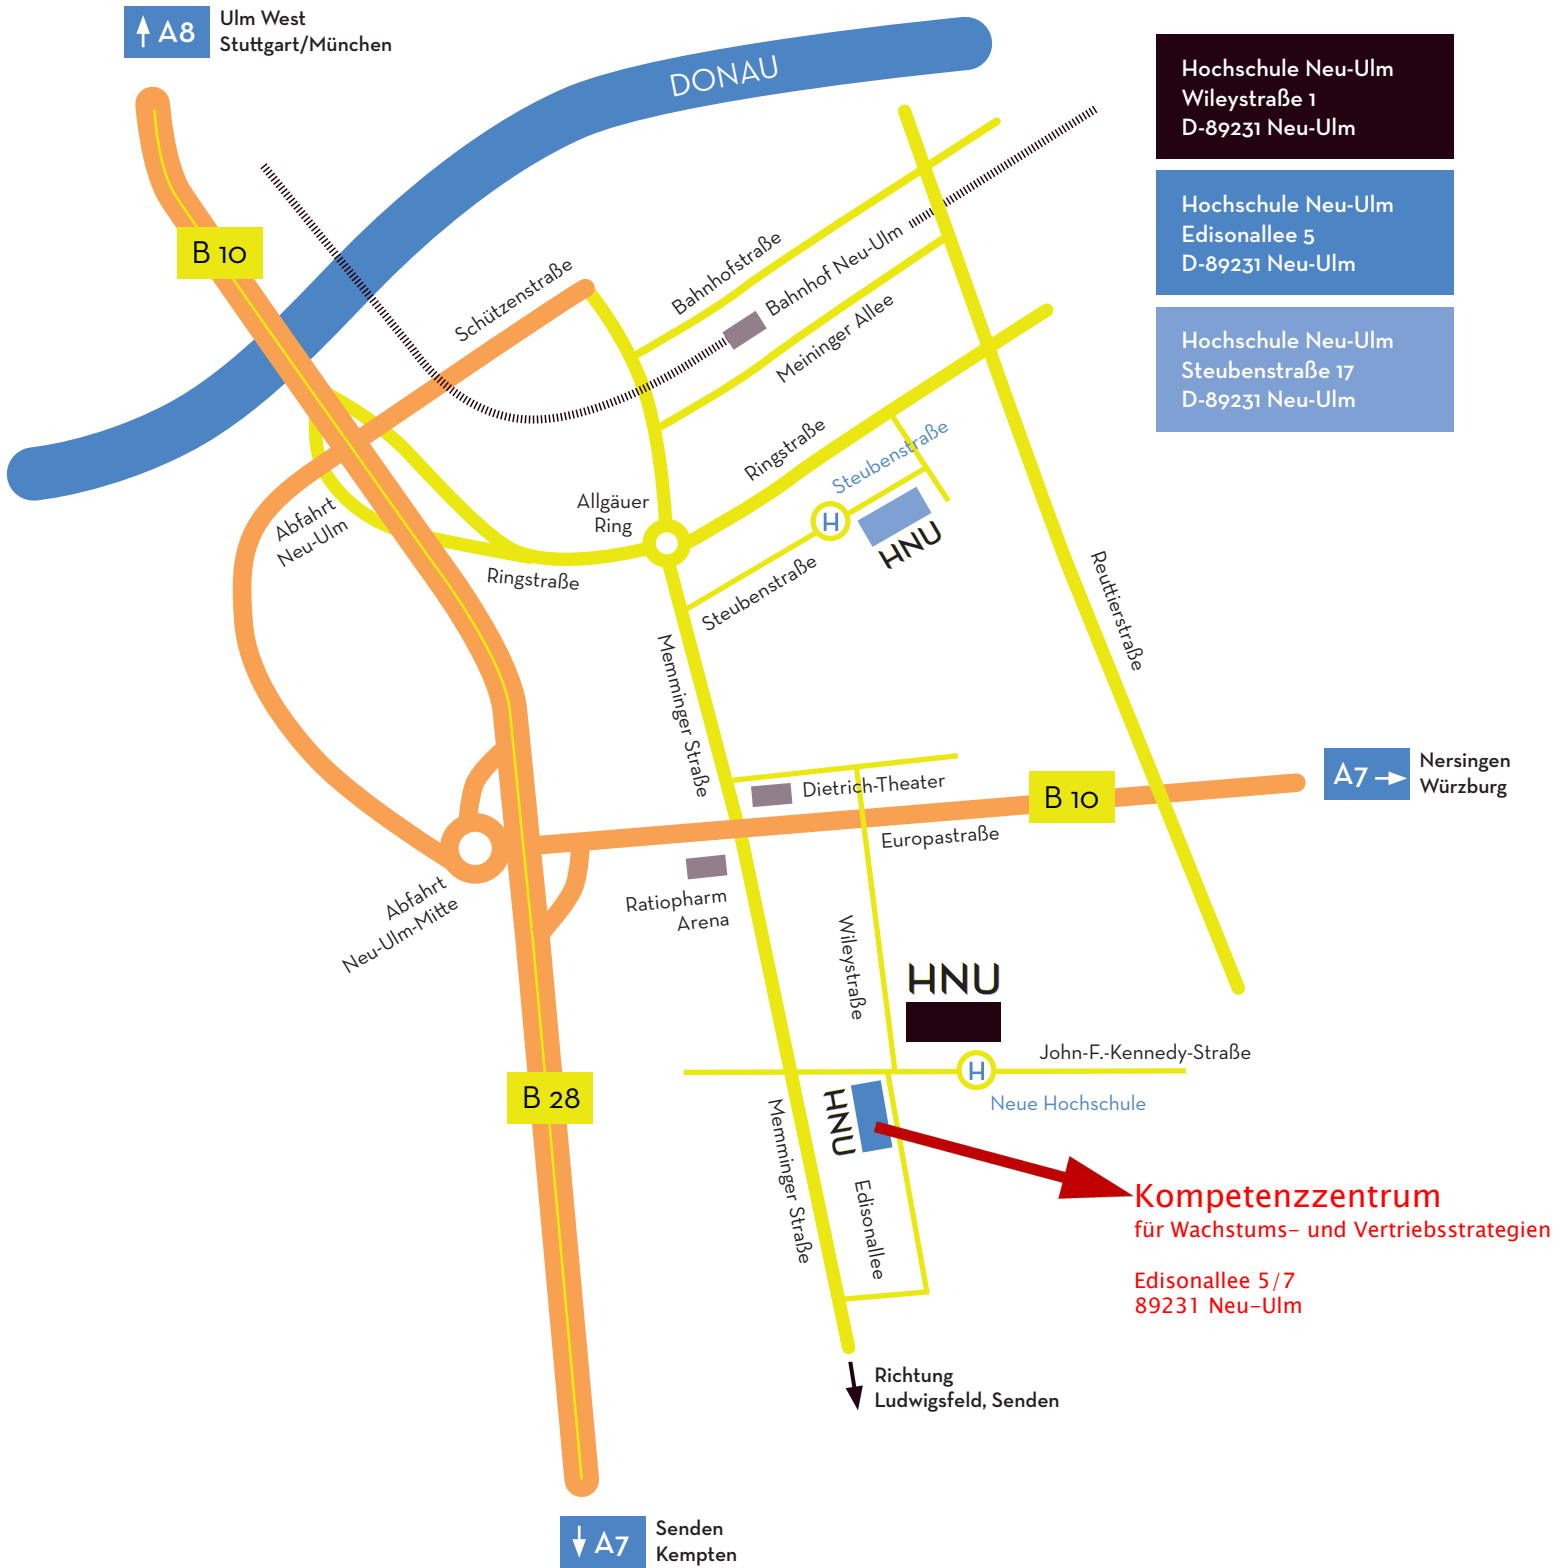 A8
Ulm West
Stuttgart/München
DONAU
Hochschule Neu-Ulm
Wileystraße 1
D-89231 Neu-Ulm
Hochschule Neu-Ulm
Edisonallee 5
D-89231 Neu-Ulm
Hochschule Neu-Ulm
Steubenstraße 17
D-89231 Neu-Ulm
B 10
Schützenstraße
Bahnhofstraße
Bahnhof Neu-Ulm
Meininger Allee
Ringstraße
Steubenstraße
H
HNU
Allgäuer
Ring
Abfahrt
Neu-Ulm
Ringstraße
Steubenstraße
Reuttierstraße
Memminger Straße
Dietrich-Theater
B 10
A7
Nersingen
Würzburg
Europastraße
Ratiopharm
Arena
Abfahrt
Neu-Ulm-Mitte
Wileystraße
HNU
John-F.-Kennedy-Straße
H
Neue Hochschule
B 28
HNU
Memminger Straße
Edisonallee
Kompetenzzentrum
für Wachstums- und Vertriebsstrategien
Edisonallee 5/7
89231 Neu-Ulm
Richtung
Ludwigsfeld, Senden
A7
Senden
Kempten